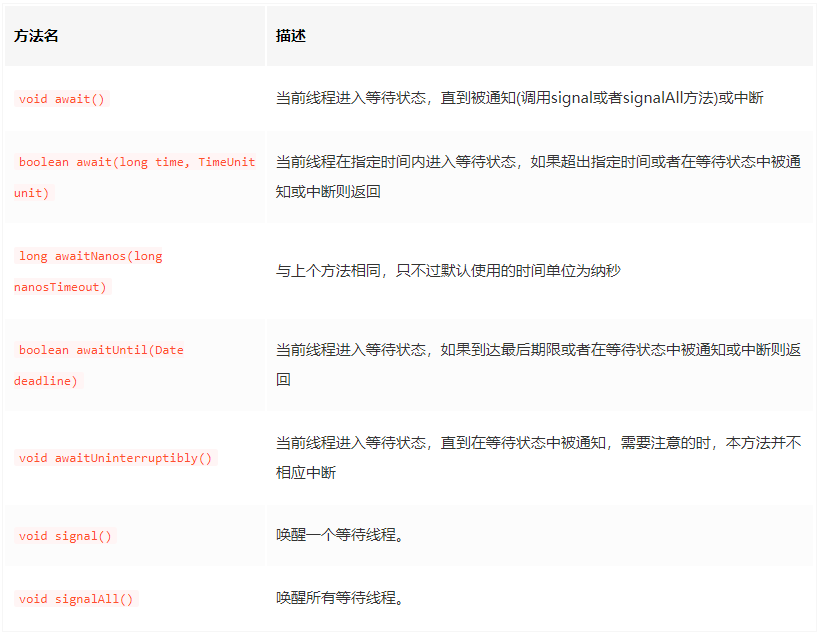 方法名 描述
void await() 当前线程进入等待状态，直到被通知(调用signal或者signalAll方法)或中断
boolean await(long time, TimeUnit
unit)
当前线程在指定时间内进入等待状态，如果超出指定时间或者在等待状态中被通
知或中断则返回
long awaitNanos(long
nanosTimeout)
与上个方法相同，只不过默认使用的时间单位为纳秒
boolean awaitUntil(Date
deadline)
当前线程进入等待状态，如果到达最后期限或者在等待状态中被通知或中断则返
回
void awaitUninterruptibly()
当前线程进入等待状态，直到在等待状态中被通知，需要注意的时，本方法并不
相应中断
void signal() 唤醒一个等待线程。
void signalAll() 唤醒所有等待线程。